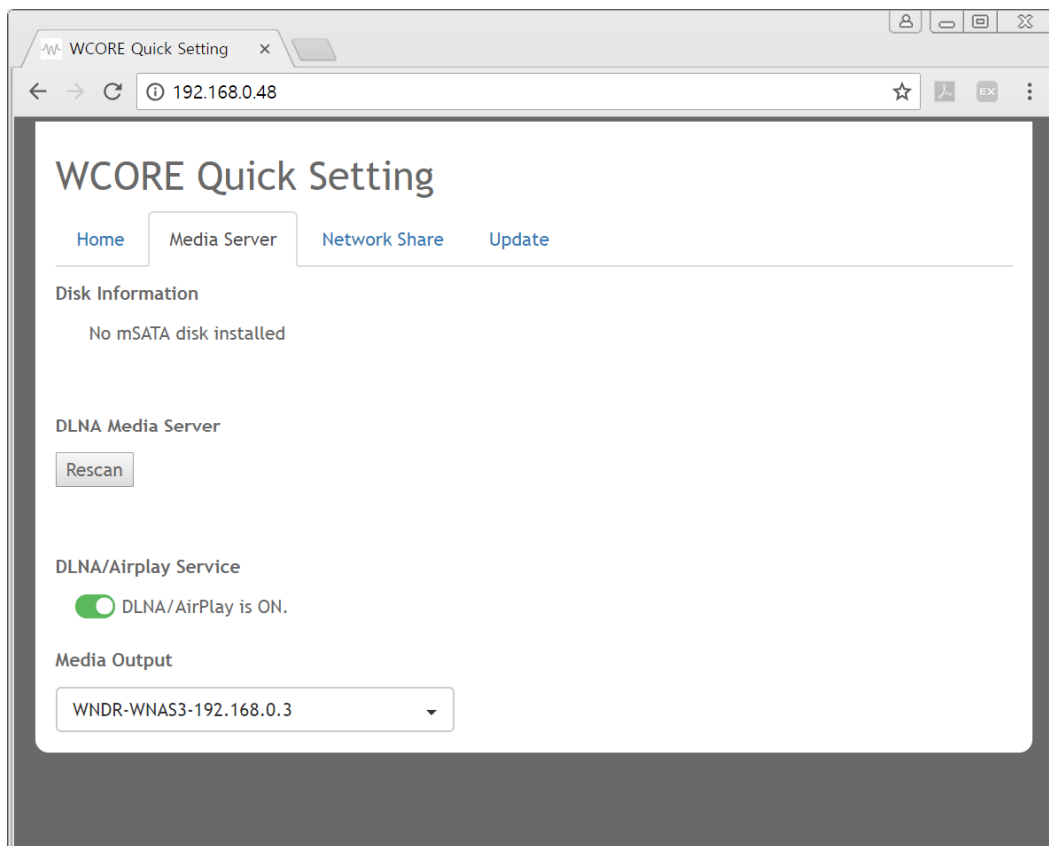 WCORE Quick Setting
192.168.0.48
EX
WCORE Quick Setting
Home Media Server Network Share Update
Disk Information
No mSATA disk installed
DLNA Media Server
Rescan
DLNA/Airplay Service
DLNA/AirPlay is ON.
Media Output
WNDR-WNAS3-192.168.0.3